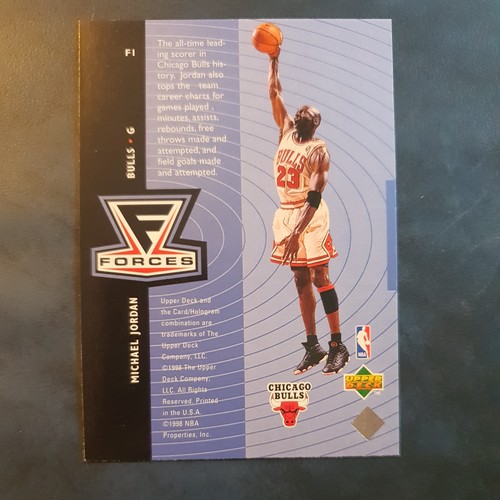 F1
BULLS • G
MICHAEL JORDAN
The all-time lead-
ing scorer in
Chicago Bulls his-
tory, Jordan also
tops the team
career charts for
games played,
minutes, assists,
rebounds, free
throws made and
attempted, and
field goals made
and attempted.
F
FORCES
Upper Deck and
the Card/Hologram
combination are
trademarks of The
Upper Deck
Company, LLC.
©1998 The Upper
Deck Company,
LLC. All Rights
Reserved. Printed
in the U.S.A.
©1998 NBA
Properties, Inc.
BULLS
23
NBA
CHICAGO
BULLS
UPPER
DECK